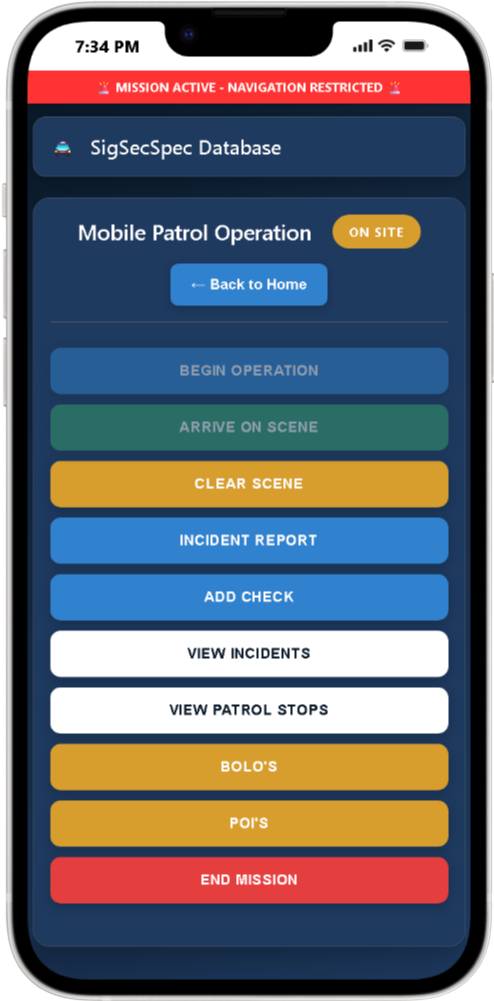 7:34 PM
MISSION ACTIVE - NAVIGATION RESTRICTED
SigSecSpec Database
Mobile Patrol Operation ON SITE
← Back to Home
BEGIN OPERATION
ARRIVE ON SCENE
CLEAR SCENE
INCIDENT REPORT
ADD CHECK
VIEW INCIDENTS
VIEW PATROL STOPS
BOLO'S
POI'S
END MISSION